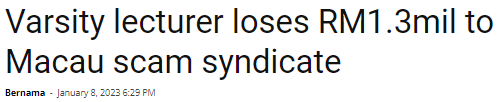 Varsity lecturer loses RM1.3mil to
Macau scam syndicate
Bernama - January 8, 2023 6:29 PM